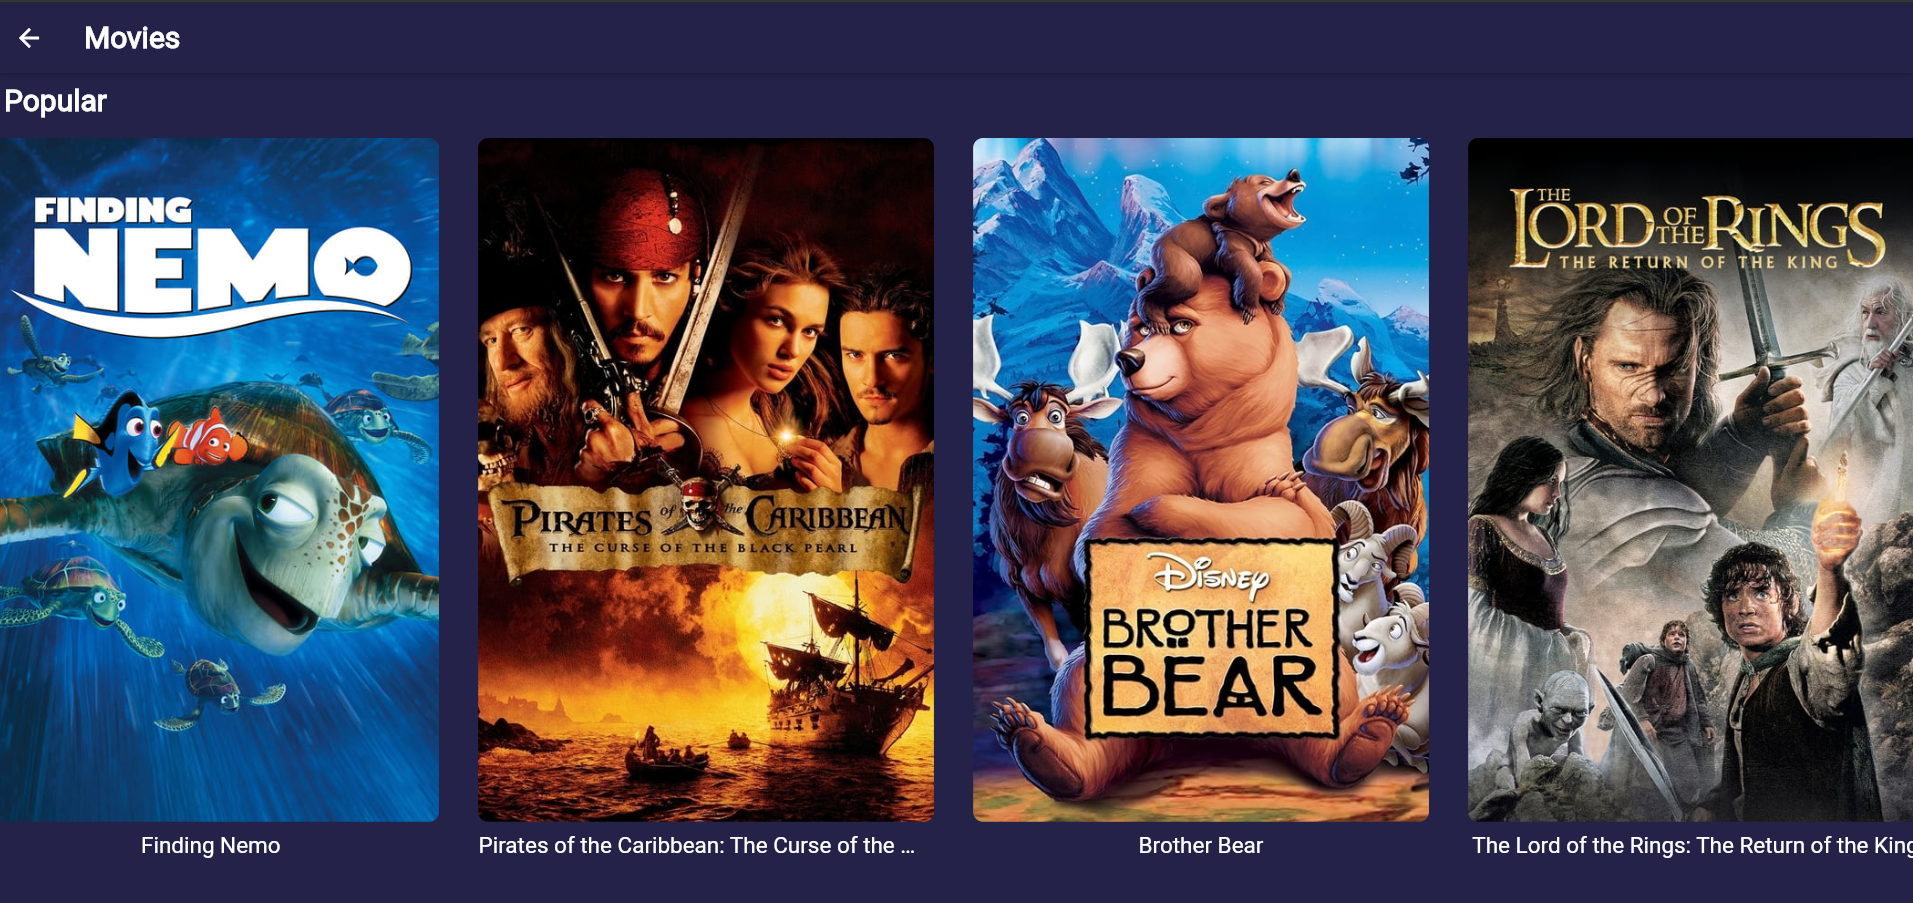 Movies
Popular
FINDING
NEMO
PIRATES of the CARIBBEAN
THE CURSE OF THE BLACK PEARL
DISNEY
BROTHER
BEAR
THE
LORD OF THE RINGS
THE RETURN OF THE KING
Finding Nemo
Pirates of the Caribbean: The Curse of the ...
Brother Bear
The Lord of the Rings: The Return of the King